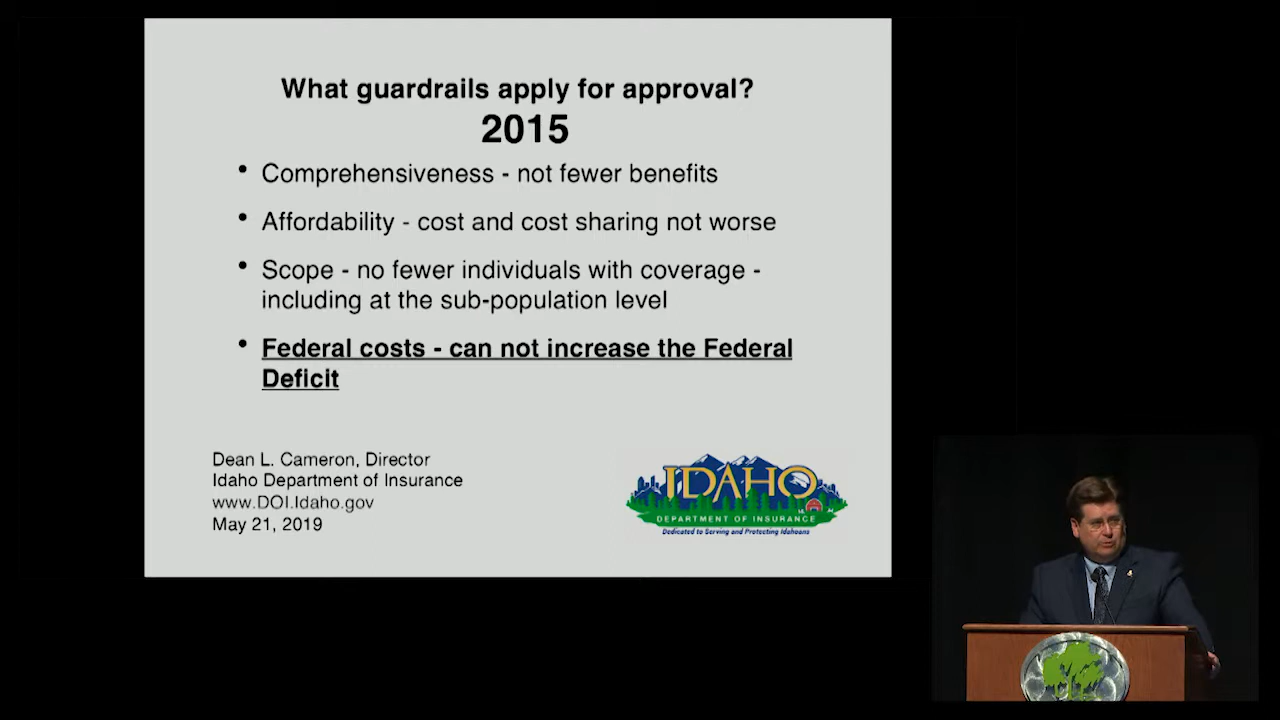 What guardrails apply for approval?
2015
• Comprehensiveness - not fewer benefits
• Affordability - cost and cost sharing not worse
• Scope - no fewer individuals with coverage -
including at the sub-population level
• Federal costs - can not increase the Federal
Deficit
Dean L. Cameron, Director
Idaho Department of Insurance
www.DOI.Idaho.gov
May 21, 2019
IDAHO
DEPARTMENT OF INSURANCE
Dedicated to Serving and Protecting Idahoans